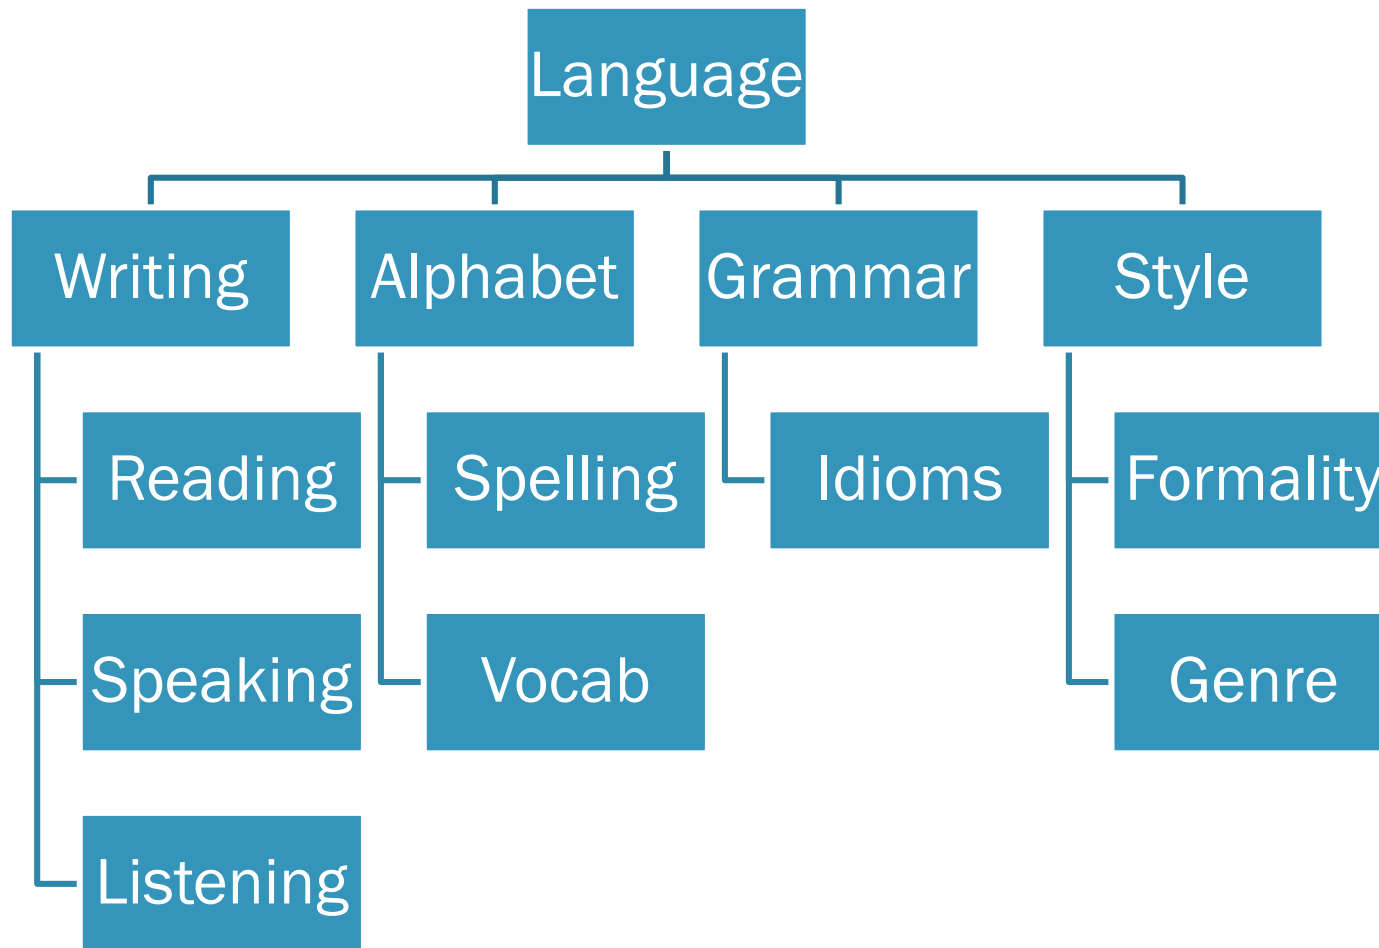 Language
Writing
Alphabet
Grammar
Style
Reading
Spelling
Idioms
Formality
Speaking
Vocab
Genre
Listening